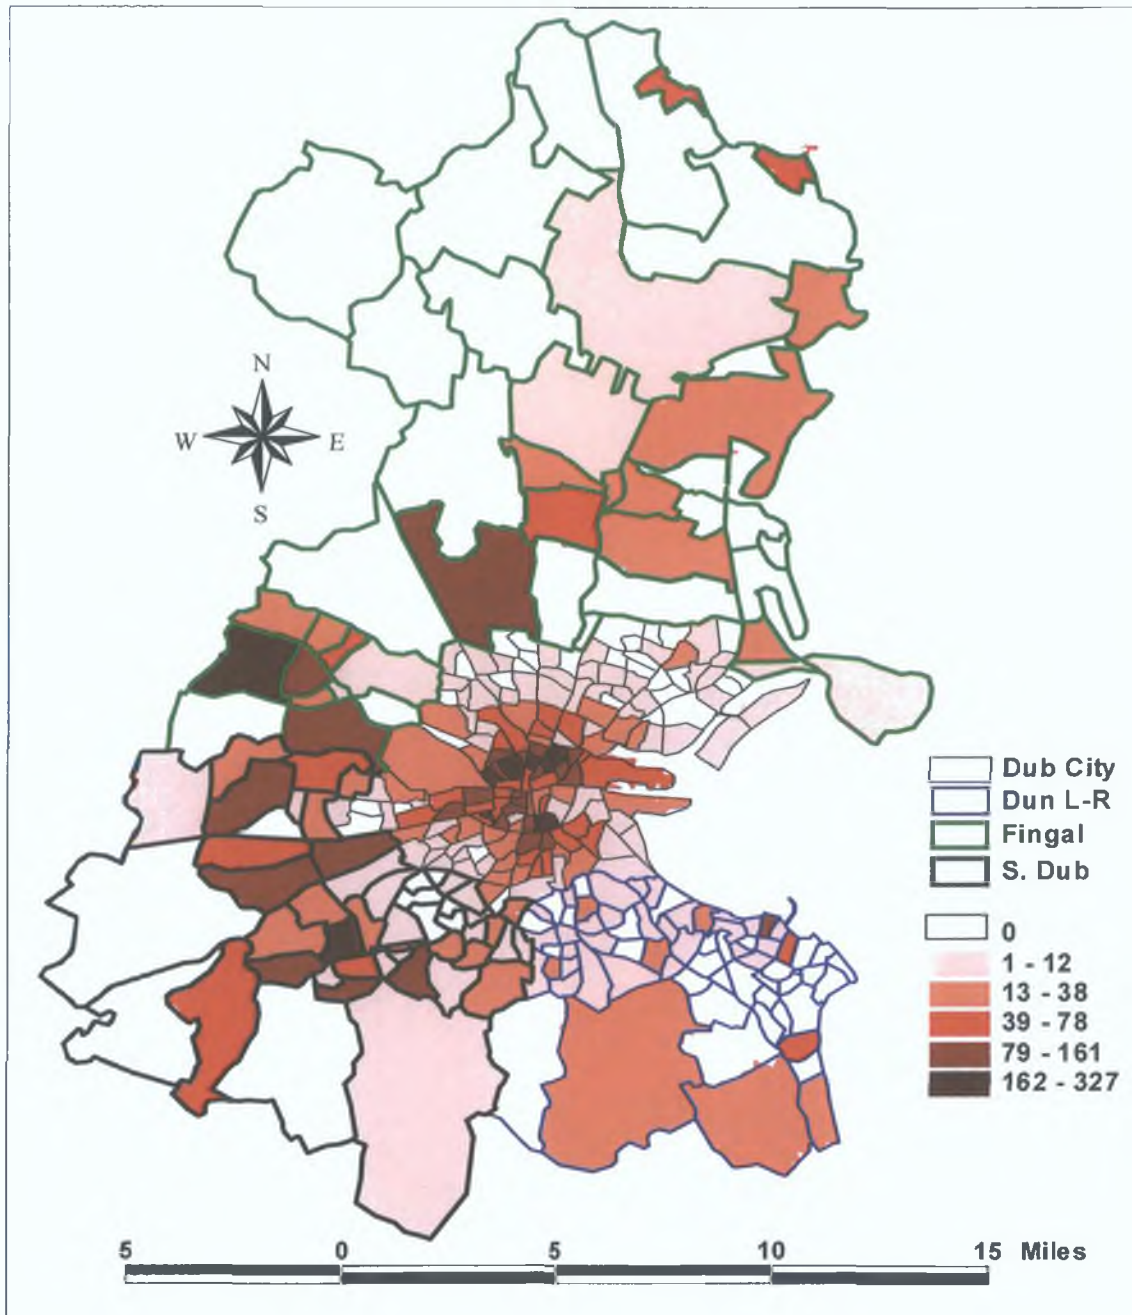 N
W E
S
Dub City
Dun L-R
Fingal
S. Dub
0
1 - 12
13 - 38
39 - 78
79 - 161
162 - 327
5 0 5 10 15 Miles